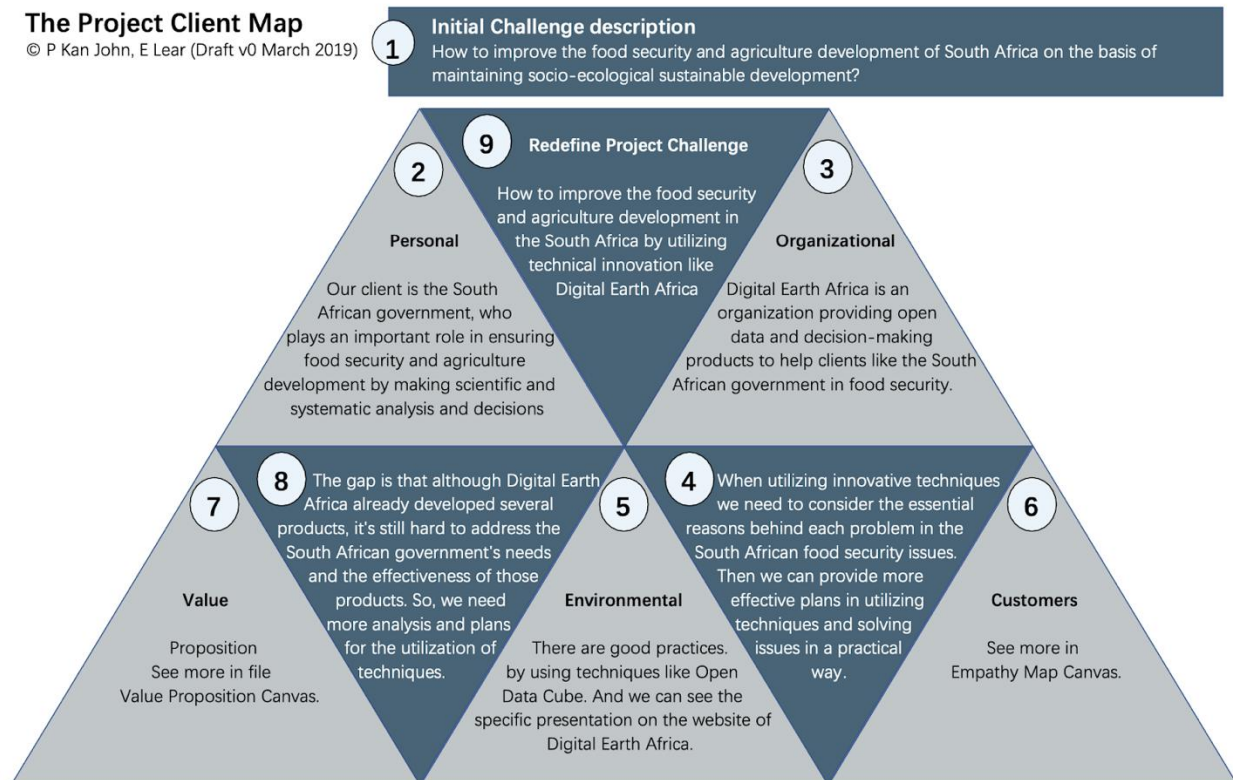 The Project Client Map
© P Kan John, E Lear (Draft v0 March 2019)
1
Initial Challenge description
How to improve the food security and agriculture development of South Africa on the basis of
maintaining socio-ecological sustainable development?
2
Personal
Our client is the South
African government, who
plays an important role in ensuring
food security and agriculture
development by making scientific and
systematic analysis and decisions
9
Redefine Project Challenge
How to improve the food security
and agriculture development in
the South Africa by utilizing
technical innovation like
Digital Earth Africa
3
Organizational
Digital Earth Africa is an
organization providing open
data and decision-making
products to help clients like the South
African government in food security.
7
Value
Proposition
See more in file
Value Proposition Canvas.
8
The gap is that although Digital Earth
Africa already developed several
products, it's still hard to address the
South African government's needs
and the effectiveness of those
products. So, we need
more analysis and plans
for the utilization of
techniques.
5
Environmental
There are good practices.
by using techniques like Open
Data Cube. And we can see the
specific presentation on the website of
Digital Earth Africa.
4
When utilizing innovative techniques
we need to consider the essential
reasons behind each problem in the
South African food security issues.
Then we can provide more
effective plans in utilizing
techniques and solving
issues in a practical
way.
6
Customers
See more in
Empathy Map Canvas.